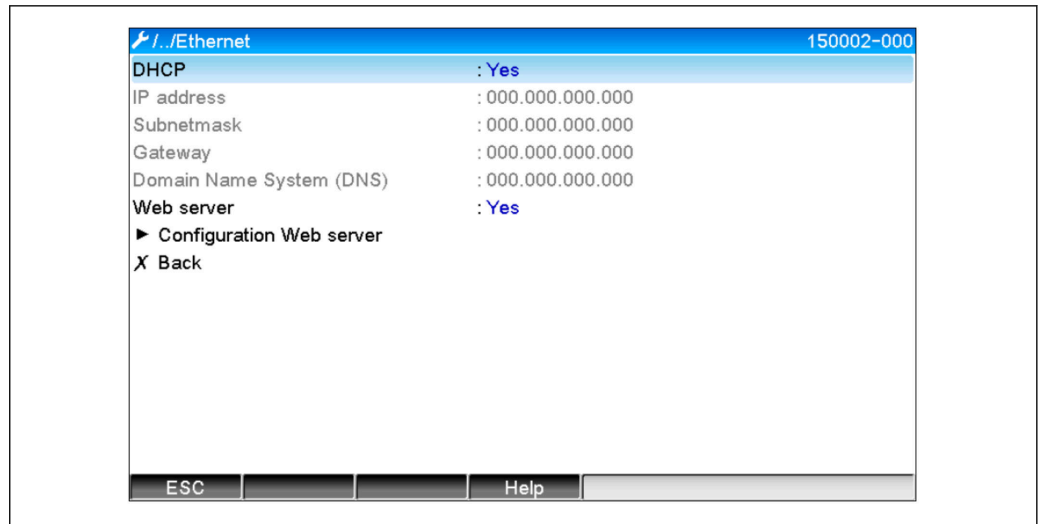 /../Ethernet 150002-000
DHCP : Yes
IP address : 000.000.000.000
Subnetmask : 000.000.000.000
Gateway : 000.000.000.000
Domain Name System (DNS) : 000.000.000.000
Web server : Yes
► Configuration Web server
X Back
ESC Help